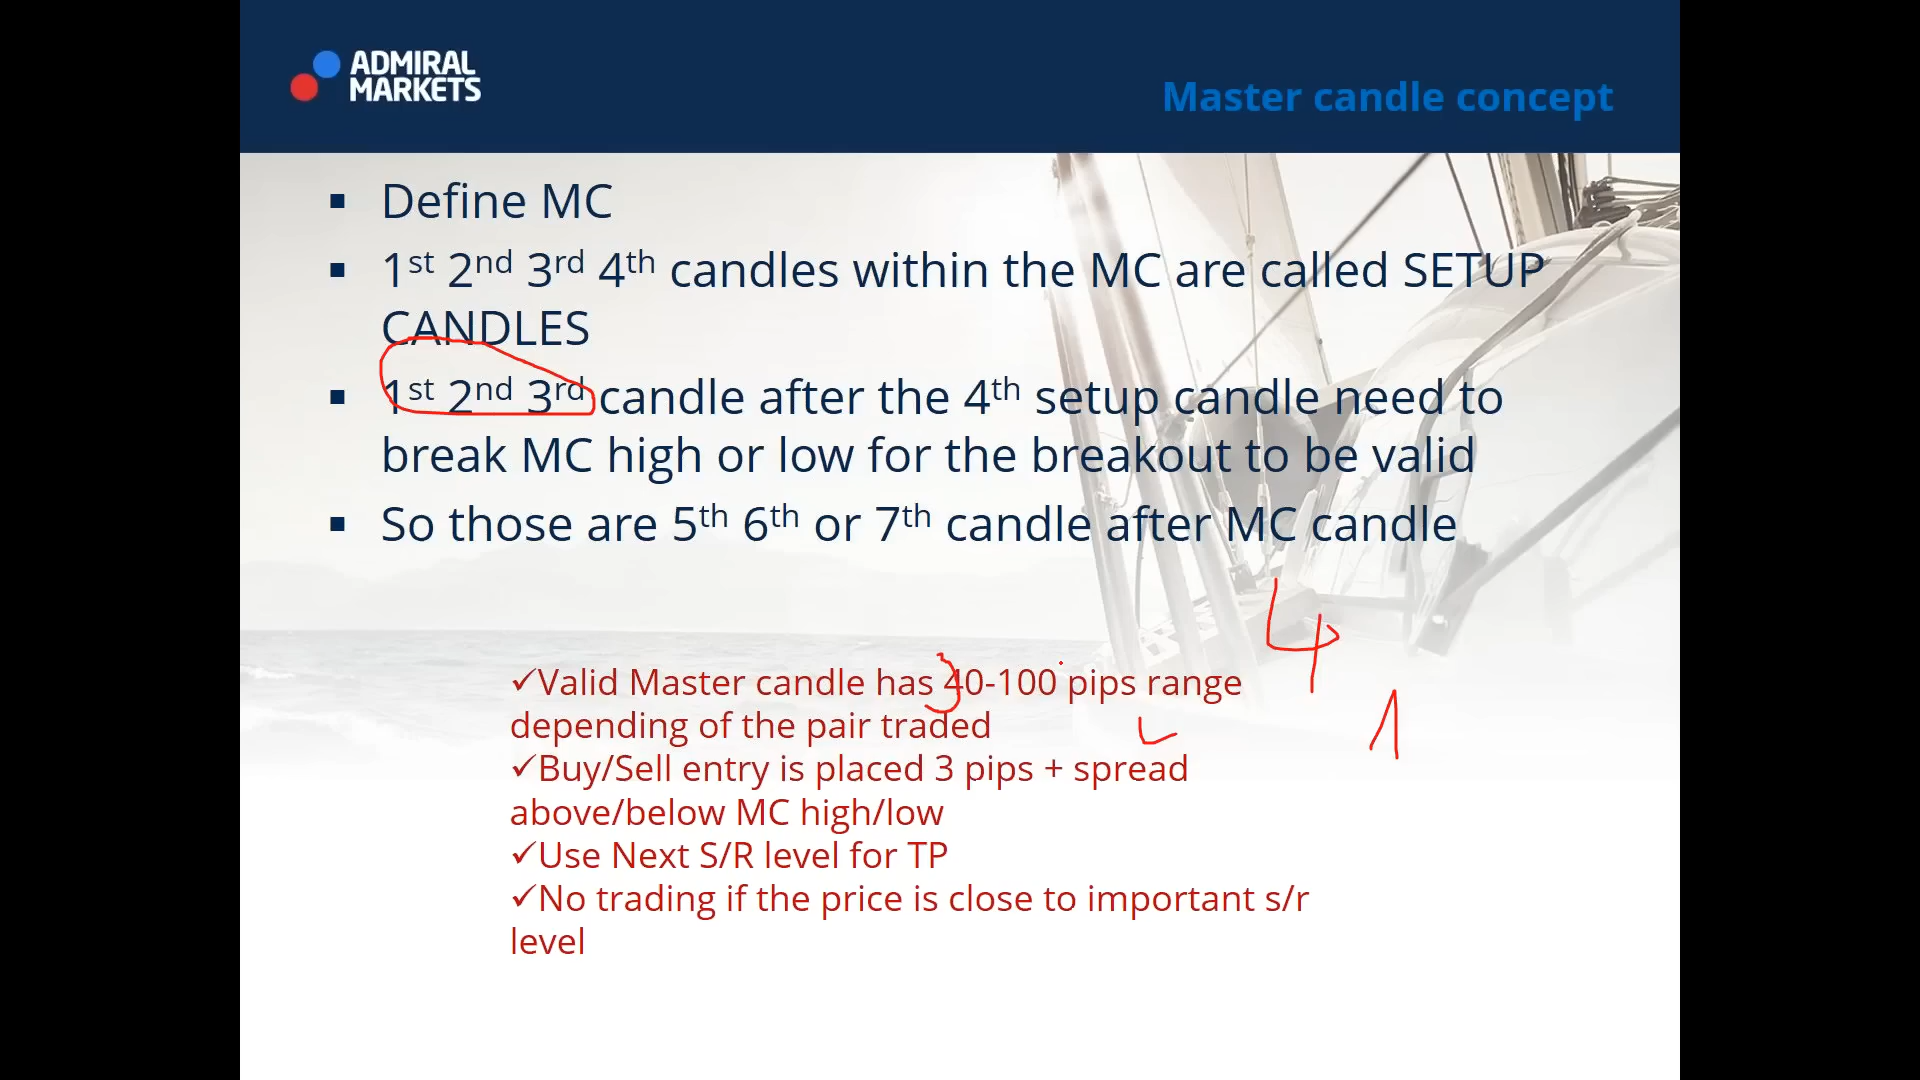 ADMIRAL
MARKETS
Master candle concept
▪ Define MC
▪ 1st 2nd 3rd 4th candles within the MC are called SETUP
CANDLES
▪ 1st 2nd 3rd candle after the 4th setup candle need to
break MC high or low for the breakout to be valid
▪ So those are 5th 6th or 7th candle after MC candle
4
3
✓Valid Master candle has 40-100 pips range
depending of the pair traded
1
✓Buy/Sell entry is placed 3 pips + spread
above/below MC high/low
✓Use Next S/R level for TP
✓No trading if the price is close to important s/r
level